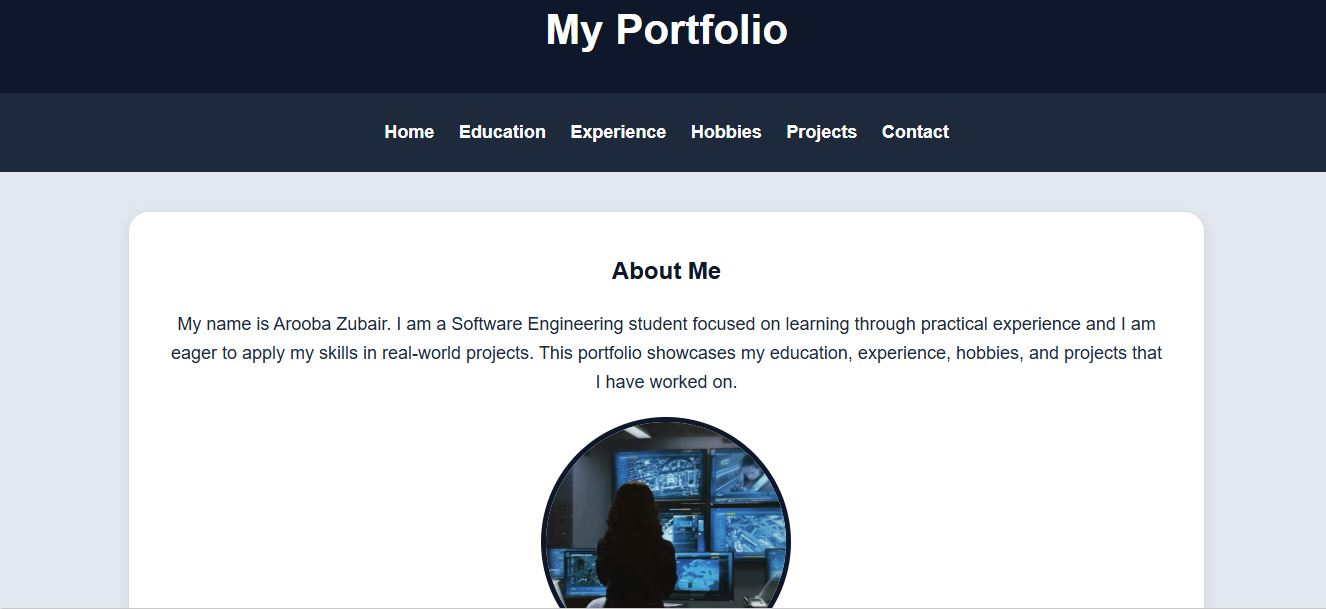 My Portfolio
Home Education Experience Hobbies Projects Contact
About Me
My name is Arooba Zubair. I am a Software Engineering student focused on learning through practical experience and I am
eager to apply my skills in real-world projects. This portfolio showcases my education, experience, hobbies, and projects that
I have worked on.